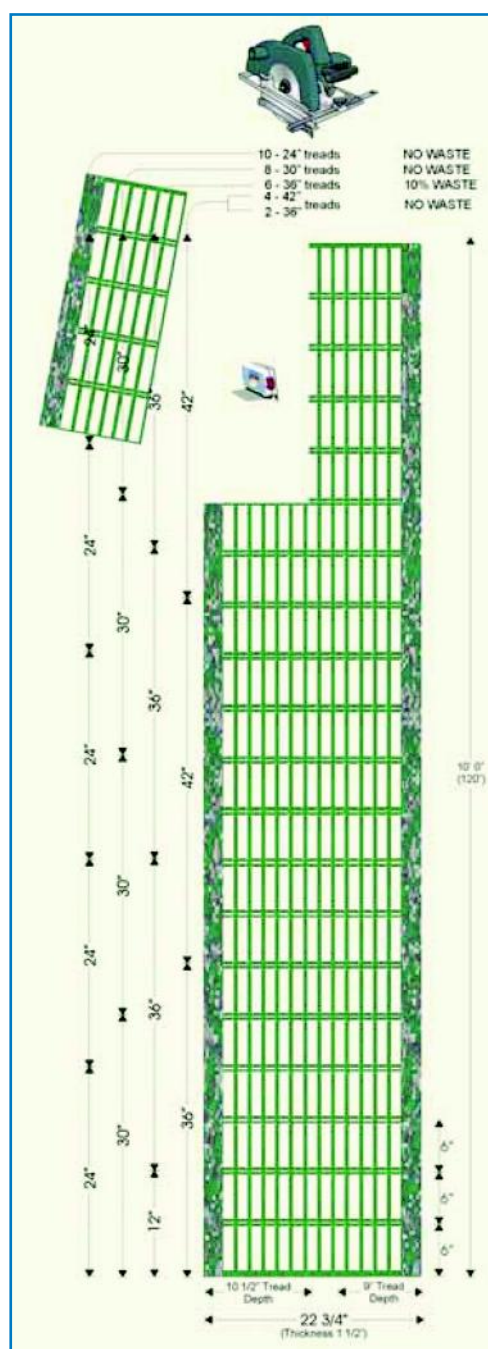 10 - 24" treads NO WASTE
8 - 30" treads NO WASTE
6 - 36" treads 10% WASTE
4 - 42"
2 - 36" treads NO WASTE
24"
30"
36"
42"
24"
30"
36"
24"
42"
30"
24"
36"
30"
36"
24"
12"
10' 0"
(120")
6"
6"
6"
10 1/2" Tread
Depth
9" Tread
Depth
22 3/4"
(Thickness 1 1/2")